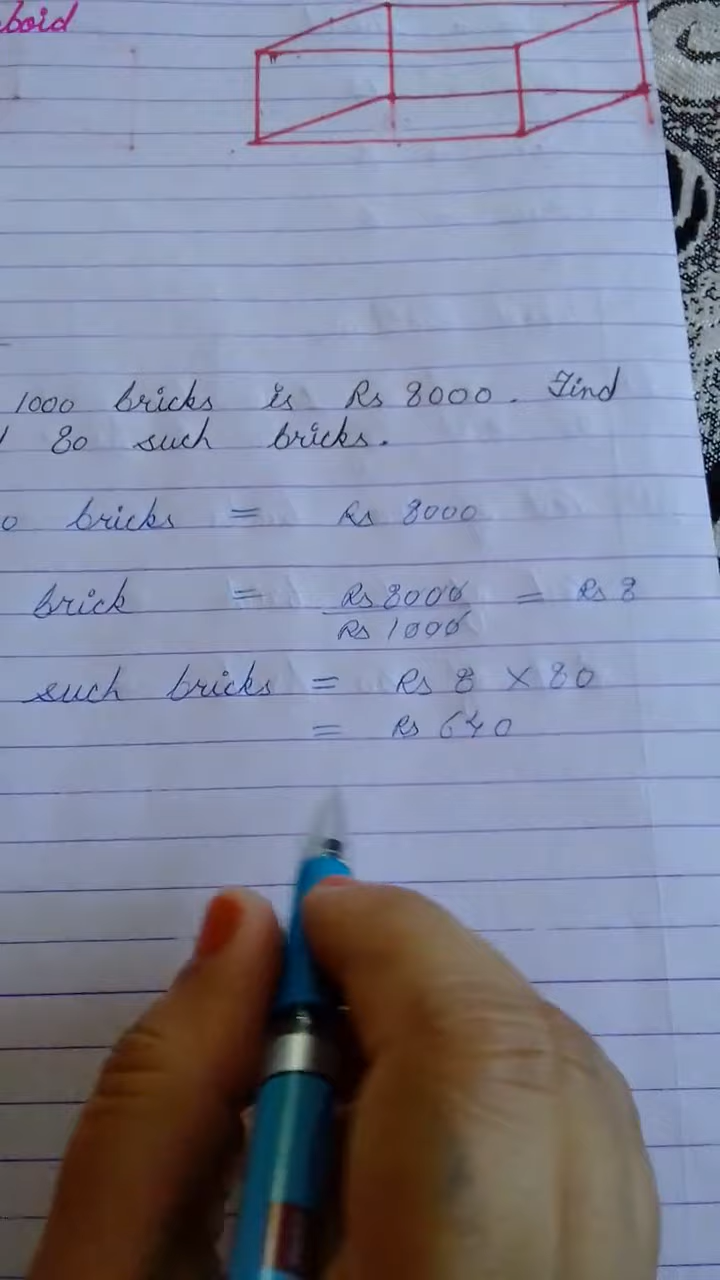 boid
1000 bricks is Rs 8000. Find
80 such bricks.
0 bricks = Rs 8000
brick = Rs 8000 / Rs 1000 = Rs 8
such bricks = Rs 8 × 80
= Rs 640